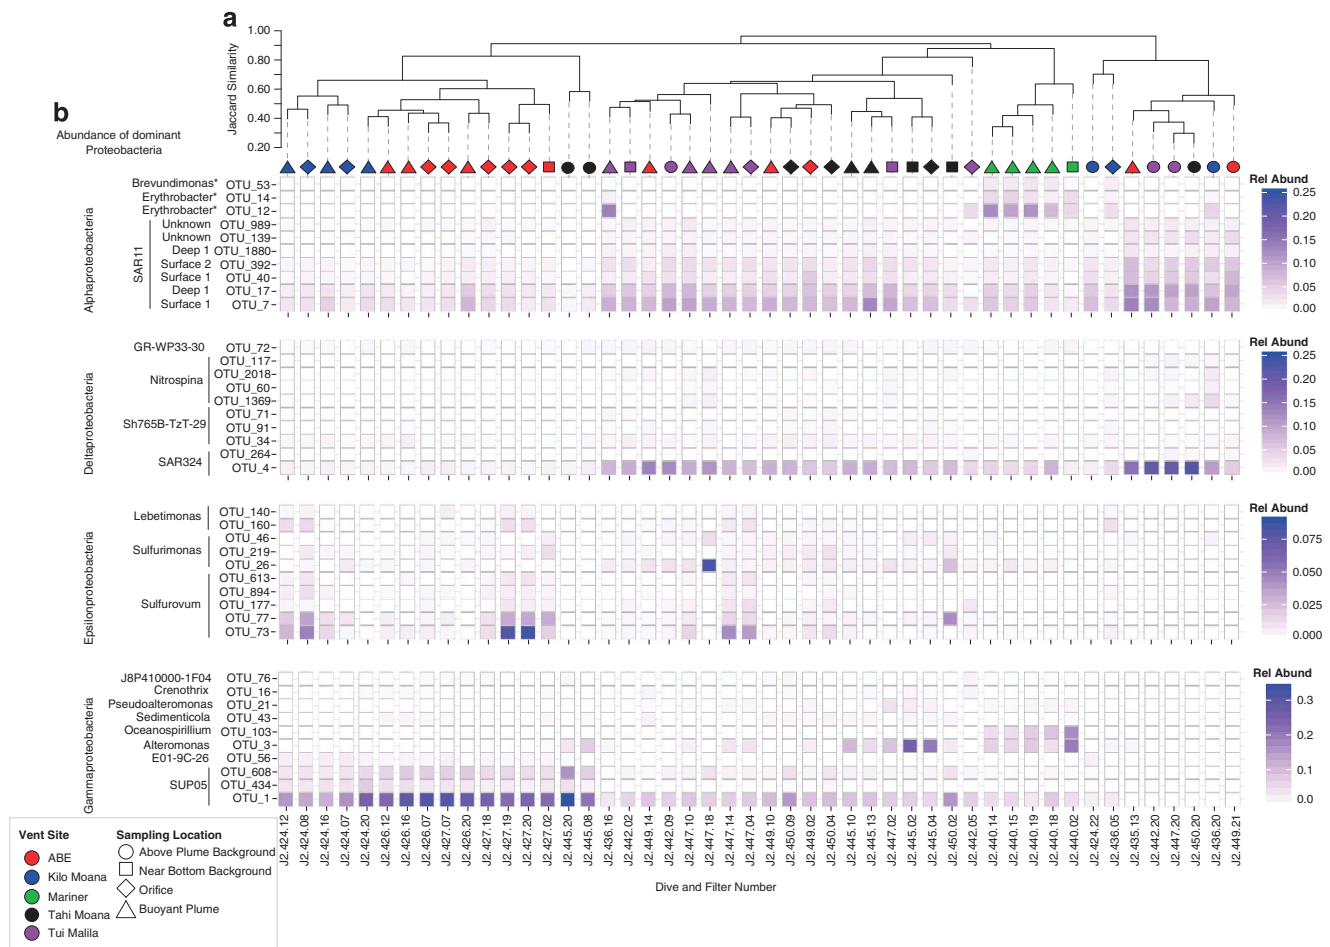 a
1.00
0.80
0.60
0.40
0.20
Jaccard Similarity
b
Abundance of dominant
Proteobacteria
Alphaproteobacteria
SAR11
Brevundimonas* OTU_53
Erythrobacter* OTU_14
Erythrobacter* OTU_12
Unknown OTU_989
Unknown OTU_139
Deep 1 OTU_1880
Surface 2 OTU_392
Surface 1 OTU_40
Deep 1 OTU_17
Surface 1 OTU_7
Rel Abund
0.25
0.20
0.15
0.10
0.05
0.00
Deltaproteobacteria
GR-WP33-30 OTU_72
OTU_117
Nitrospina OTU_2018
OTU_60
OTU_1369
OTU_71
Sh765B-TzT-29 OTU_91
OTU_34
OTU_264
SAR324 OTU_4
Rel Abund
0.25
0.20
0.15
0.10
0.05
0.00
Epsilonproteobacteria
Lebetimonas OTU_140
OTU_160
OTU_46
Sulfurimonas OTU_219
OTU_26
OTU_613
OTU_894
Sulfurovum OTU_177
OTU_77
OTU_73
Rel Abund
0.075
0.050
0.025
0.000
Gammaproteobacteria
J8P410000-1F04 OTU_76
Crenothrix OTU_16
Pseudoalteromonas OTU_21
Sedimenticola OTU_43
Oceanospirillium OTU_103
Alteromonas OTU_3
E01-9C-26 OTU_56
OTU_608
SUP05 OTU_434
OTU_1
Rel Abund
0.3
0.2
0.1
0.0
J2.424.12
J2.424.08
J2.424.16
J2.424.07
J2.424.20
J2.426.12
J2.426.16
J2.426.07
J2.427.07
J2.426.20
J2.427.18
J2.427.19
J2.427.20
J2.427.02
J2.445.20
J2.445.08
J2.436.16
J2.442.02
J2.449.14
J2.442.09
J2.447.10
J2.447.18
J2.447.14
J2.447.04
J2.449.10
J2.450.09
J2.449.02
J2.450.04
J2.445.10
J2.445.13
J2.447.02
J2.445.02
J2.445.04
J2.450.02
J2.442.05
J2.440.14
J2.440.15
J2.440.19
J2.440.18
J2.440.02
J2.424.22
J2.436.05
J2.435.13
J2.442.20
J2.447.20
J2.450.20
J2.436.20
J2.449.21
Dive and Filter Number
Vent Site
ABE
Kilo Moana
Mariner
Tahi Moana
Tui Malila
Sampling Location
Above Plume Background
Near Bottom Background
Orifice
Buoyant Plume